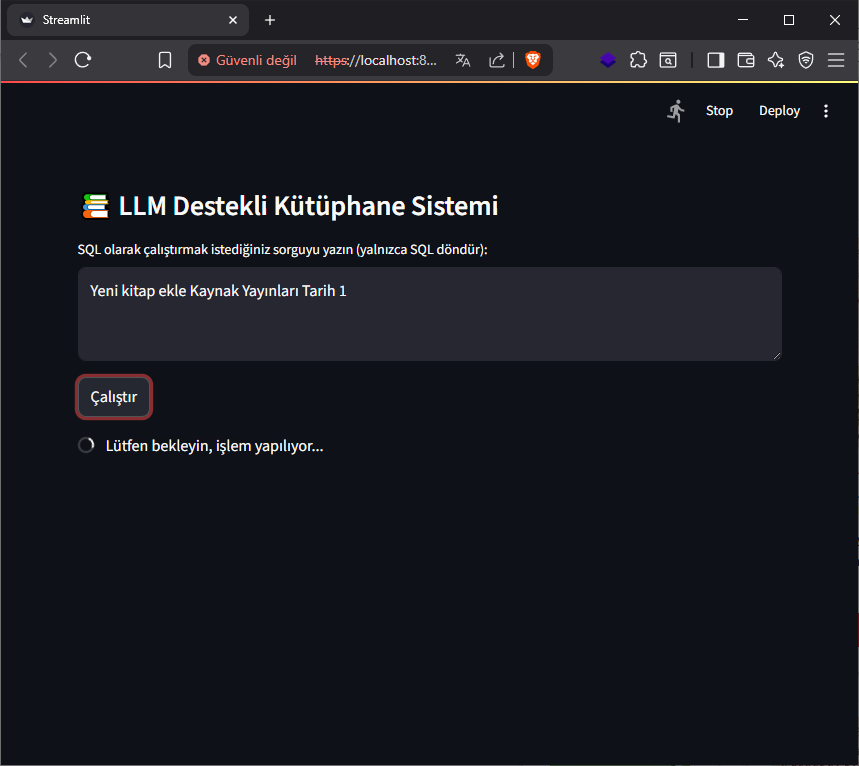 Streamlit
Güvenli değil https://localhost:8...
Stop Deploy
LLM Destekli Kütüphane Sistemi
SQL olarak çalıştırmak istediğiniz sorguyu yazın (yalnızca SQL döndür):
Yeni kitap ekle Kaynak Yayınları Tarih 1
Çalıştır
Lütfen bekleyin, işlem yapılıyor...